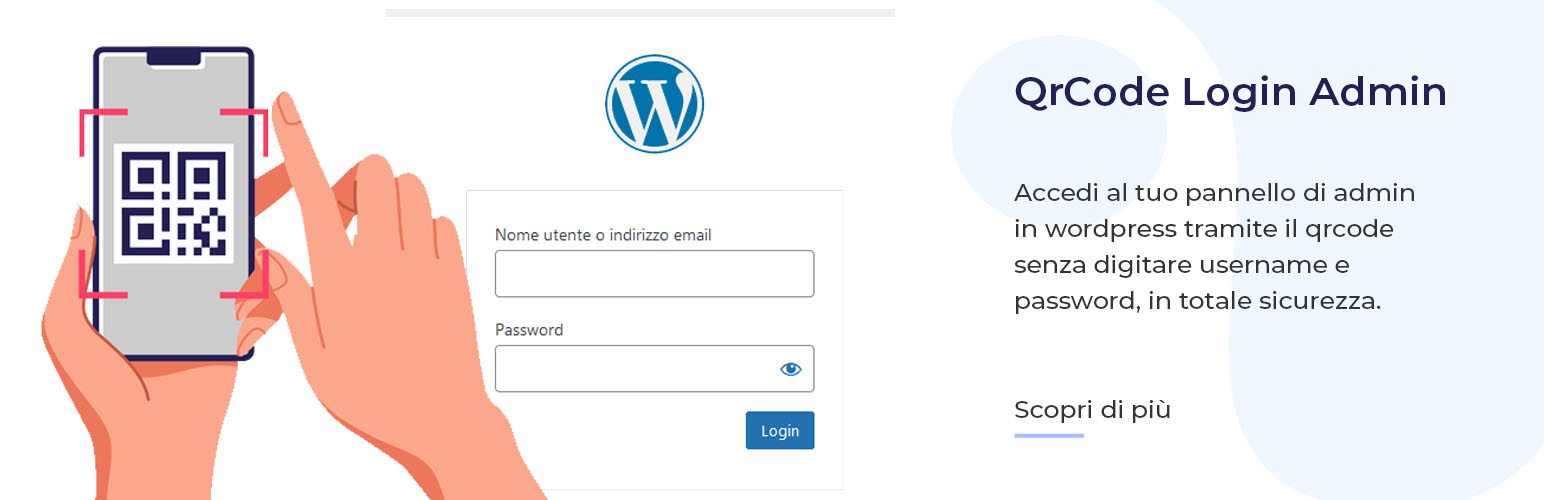 Nome utente o indirizzo email
Password
Login
QrCode Login Admin
Accedi al tuo pannello di admin
in wordpress tramite il qrcode
senza digitare username e
password, in totale sicurezza.
Scopri di più